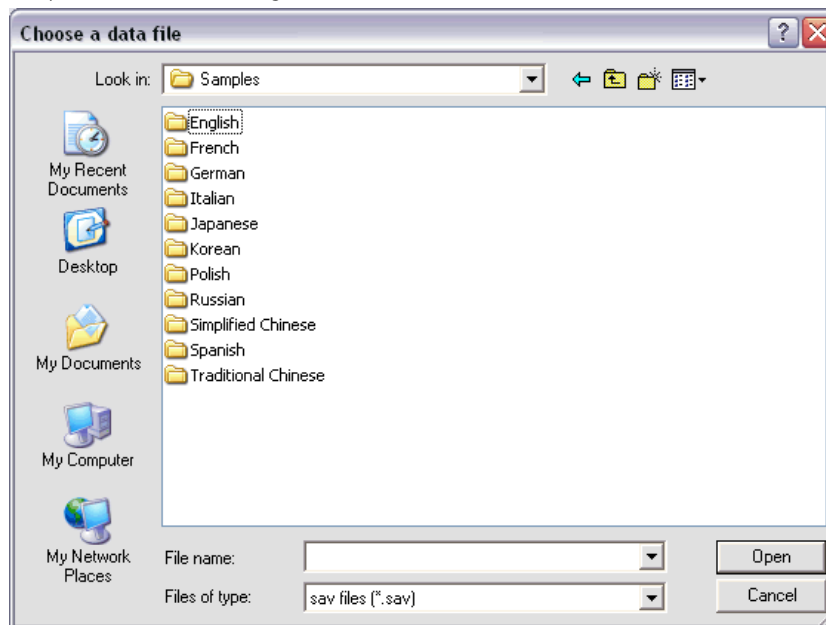 Choose a data file
Look in: Samples
My Recent
Documents
Desktop
My Documents
My Computer
My Network
Places
English
French
German
Italian
Japanese
Korean
Polish
Russian
Simplified Chinese
Spanish
Traditional Chinese
File name:
Open
Files of type: sav files (*.sav)
Cancel